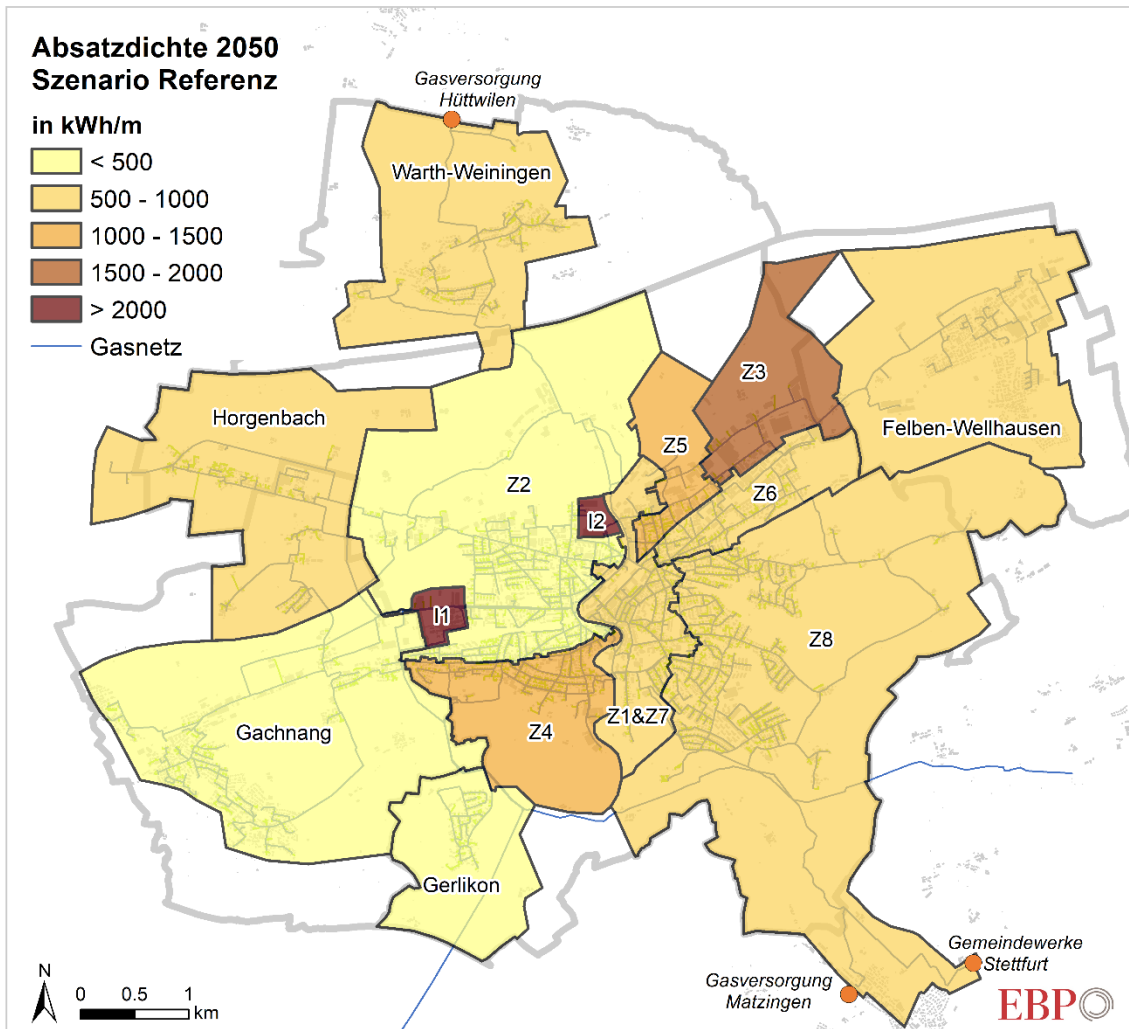 Absatzdichte 2050
Szenario Referenz
in kWh/m
< 500
500 - 1000
1000 - 1500
1500 - 2000
> 2000
Gasnetz
Gasversorgung
Hüttwilen
Warth-Weiningen
Horgenbach
Z3
Z5
Felben-Wellhausen
Z2
Z6
I2
I1
Z8
Z1&Z7
Z4
Gachnang
Gerlikon
Gemeindewerke
Stettfurt
Gasversorgung
Matzingen
N
0 0.5 1
km
EBP